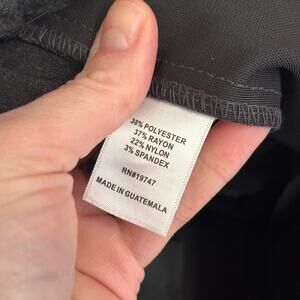 38% POLYESTER
37% RAYON
22% NYLON
3% SPANDEX
RN#19747
MADE IN GUATEMALA